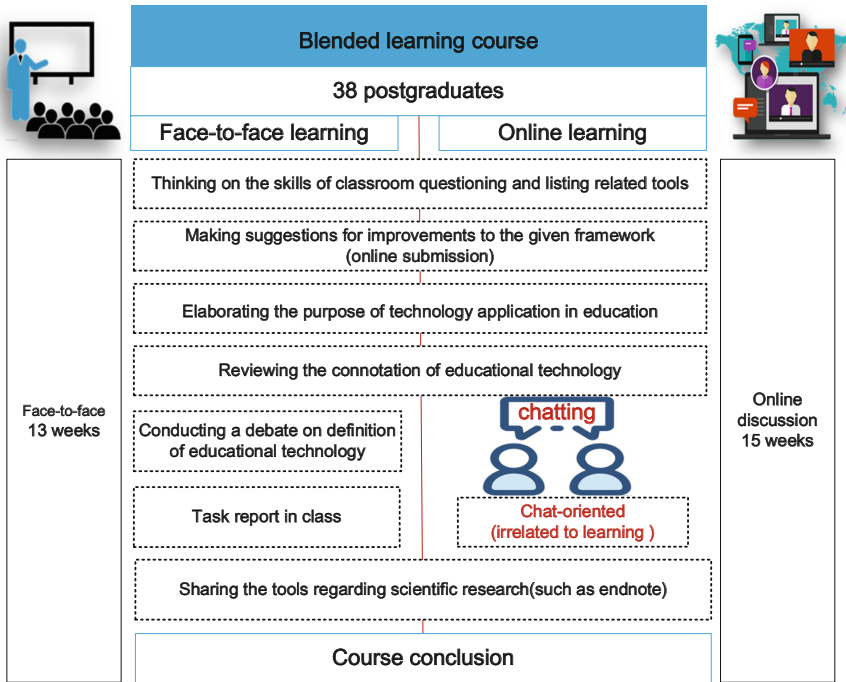 Blended learning course
38 postgraduates
Face-to-face learning
Online learning
Thinking on the skills of classroom questioning and listing related tools
Making suggestions for improvements to the given framework
(online submission)
Elaborating the purpose of technology application in education
Reviewing the connotation of educational technology
Face-to-face
13 weeks
Conducting a debate on definition
of educational technology
Task report in class
chatting
Chat-oriented
(irrelated to learning )
Online
discussion
15 weeks
Sharing the tools regarding scientific research(such as endnote)
Course conclusion